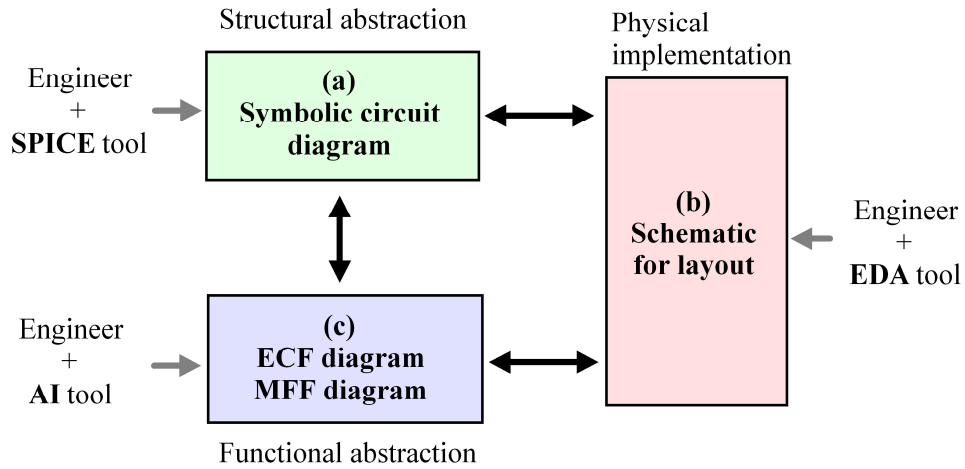 Structural abstraction
Physical
implementation
Engineer
+
SPICE tool
(a)
Symbolic circuit
diagram
(b)
Schematic
for layout
Engineer
+
EDA tool
Engineer
+
AI tool
(c)
ECF diagram
MFF diagram
Functional abstraction